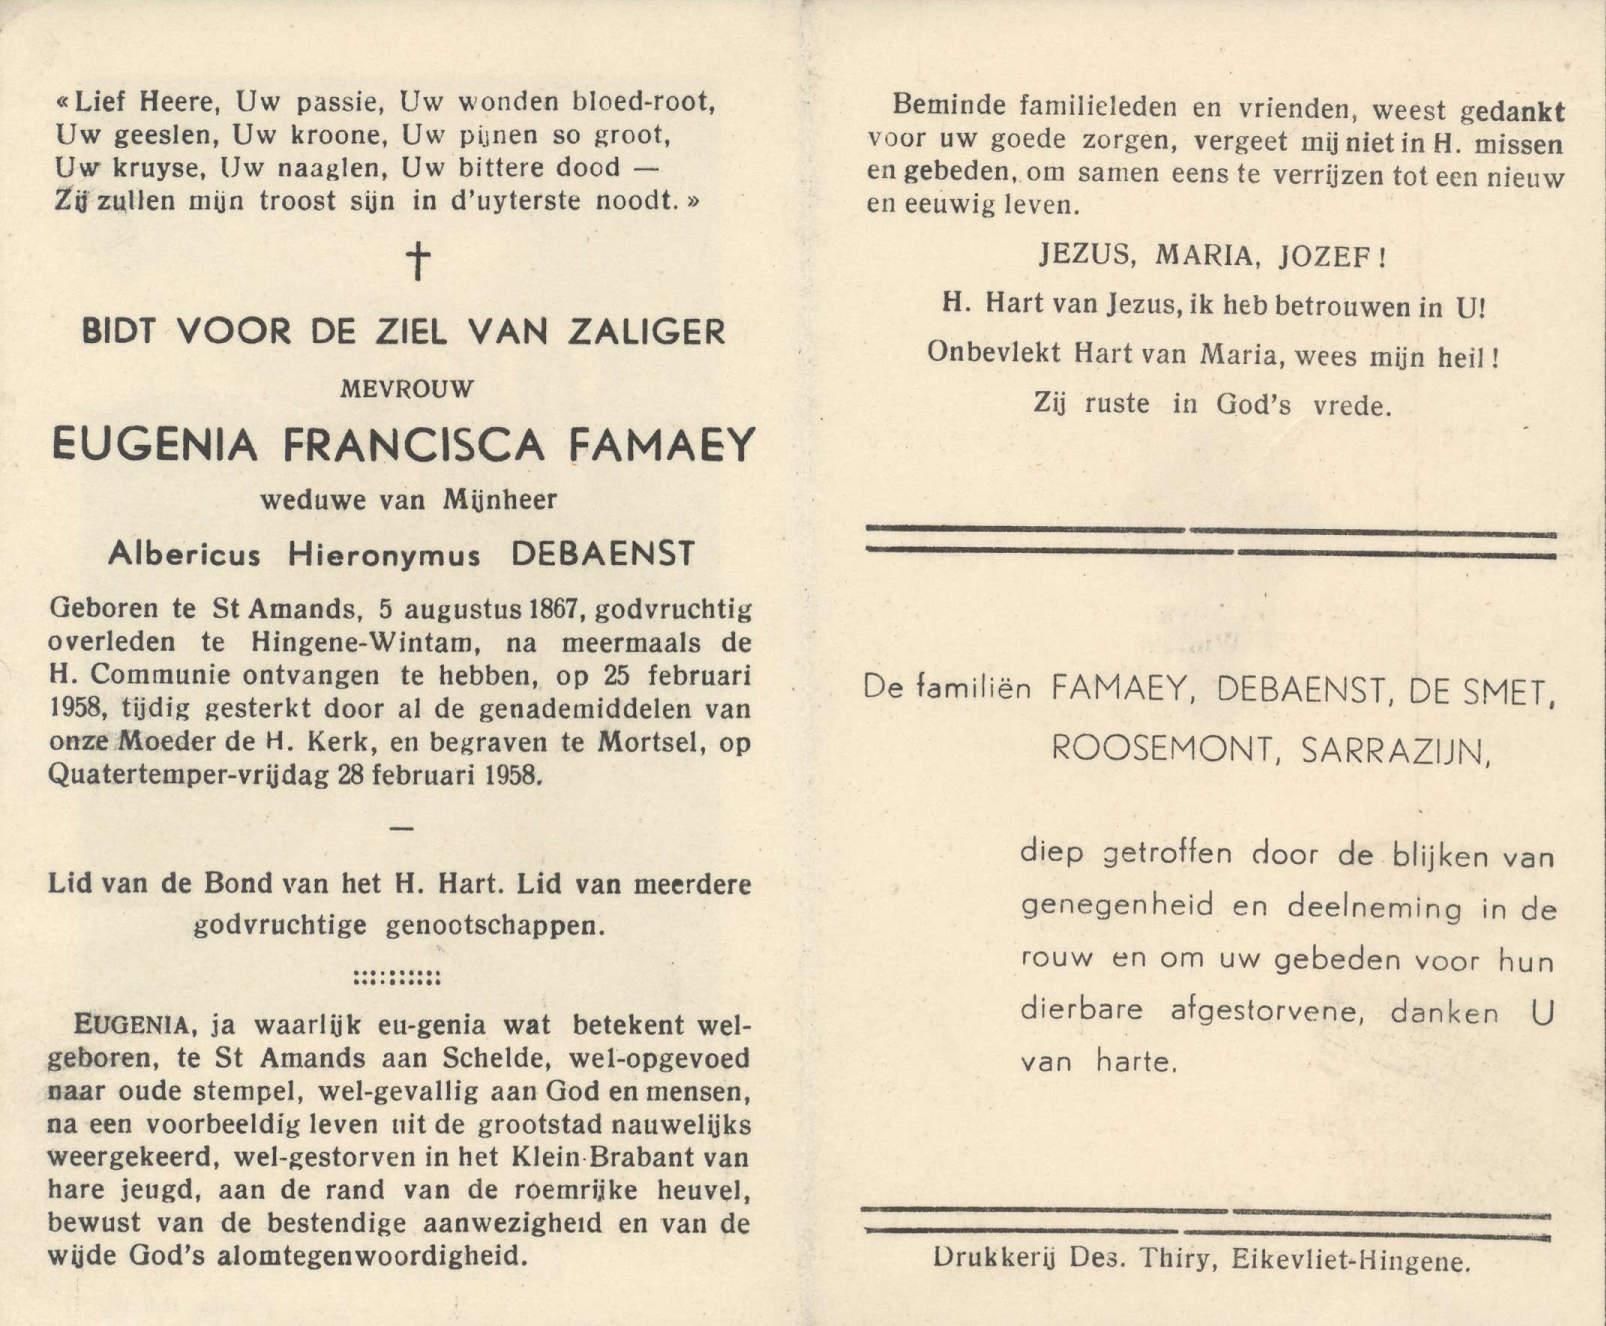 « Lief Heere, Uw passie, Uw wonden bloed-root,
Uw geeslen, Uw kroone, Uw pijnen so groot,
Uw kruyse, Uw naaglen, Uw bittere dood —
Zij zullen mijn troost sijn in d'uyterste noodt. »
†
BIDT VOOR DE ZIEL VAN ZALIGER
MEVROUW
EUGENIA FRANCISCA FAMAEY
weduwe van Mijnheer
Albericus Hieronymus DEBAENST
Geboren te St Amands, 5 augustus 1867, godvruchtig
overleden te Hingene-Wintam, na meermaals de
H. Communie ontvangen te hebben, op 25 februari
1958, tijdig gesterkt door al de genademiddelen van
onze Moeder de H. Kerk, en begraven te Mortsel, op
Quatertemper-vrijdag 28 februari 1958.
—
Lid van de Bond van het H. Hart. Lid van meerdere
godvruchtige genootschappen.
EUGENIA, ja waarlijk eu-genia wat betekent wel-
geboren, te St Amands aan Schelde, wel-opgevoed
naar oude stempel, wel-gevallig aan God en mensen,
na een voorbeeldig leven uit de grootstad nauwelijks
weergekeerd, wel-gestorven in het Klein-Brabant van
hare jeugd, aan de rand van de roemrijke heuvel,
bewust van de bestendige aanwezigheid en van de
wijde God's alomtegenwoordigheid.
Beminde familieleden en vrienden, weest gedankt
voor uw goede zorgen, vergeet mij niet in H. missen
en gebeden, om samen eens te verrijzen tot een nieuw
en eeuwig leven.
JEZUS, MARIA, JOZEF !
H. Hart van Jezus, ik heb betrouwen in U!
Onbevlekt Hart van Maria, wees mijn heil !
Zij ruste in God's vrede.
De familiën FAMAEY, DEBAENST, DE SMET,
ROOSEMONT, SARRAZIJN,
diep getroffen door de blijken van
genegenheid en deelneming in de
rouw en om uw gebeden voor hun
dierbare afgestorvene, danken U
van harte.
Drukkerij Des. Thiry, Eikevliet-Hingene.